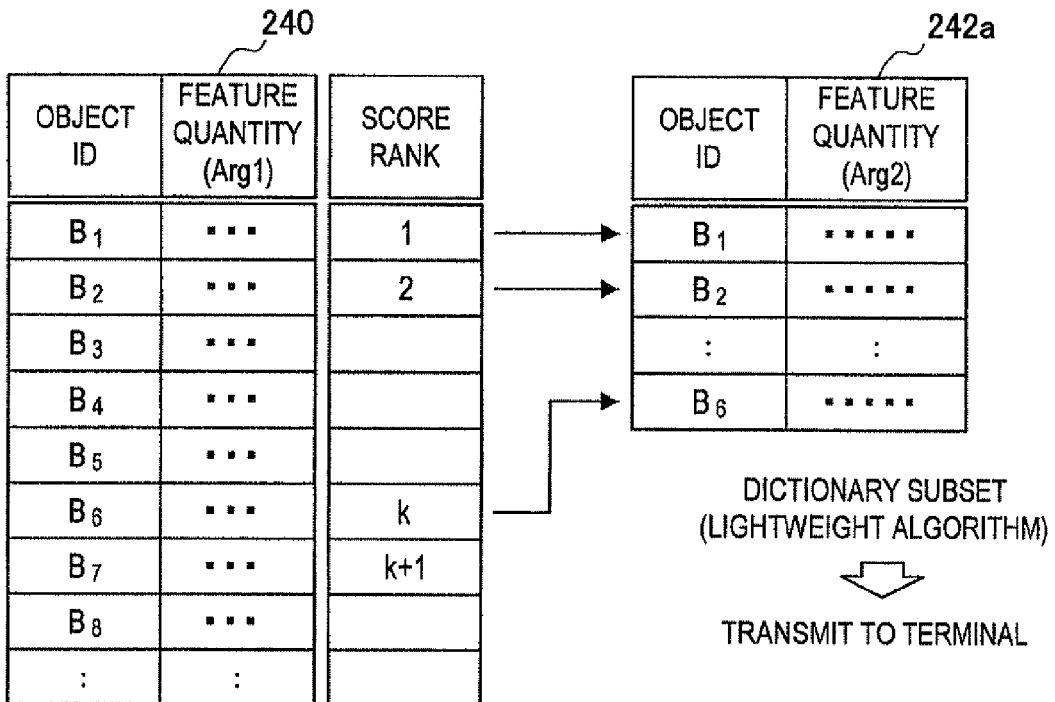 240
242a
OBJECT ID
FEATURE QUANTITY (Arg1)
SCORE RANK
B1 ▪▪▪ 1
B2 ▪▪▪ 2
B3 ▪▪▪
B4 ▪▪▪
B5 ▪▪▪
B6 ▪▪▪ k
B7 ▪▪▪ k+1
B8 ▪▪▪
: :
OBJECT ID
FEATURE QUANTITY (Arg2)
B1 ▪▪▪▪▪
B2 ▪▪▪▪▪
: :
B6 ▪▪▪▪▪
DICTIONARY SUBSET
(LIGHTWEIGHT ALGORITHM)
TRANSMIT TO TERMINAL